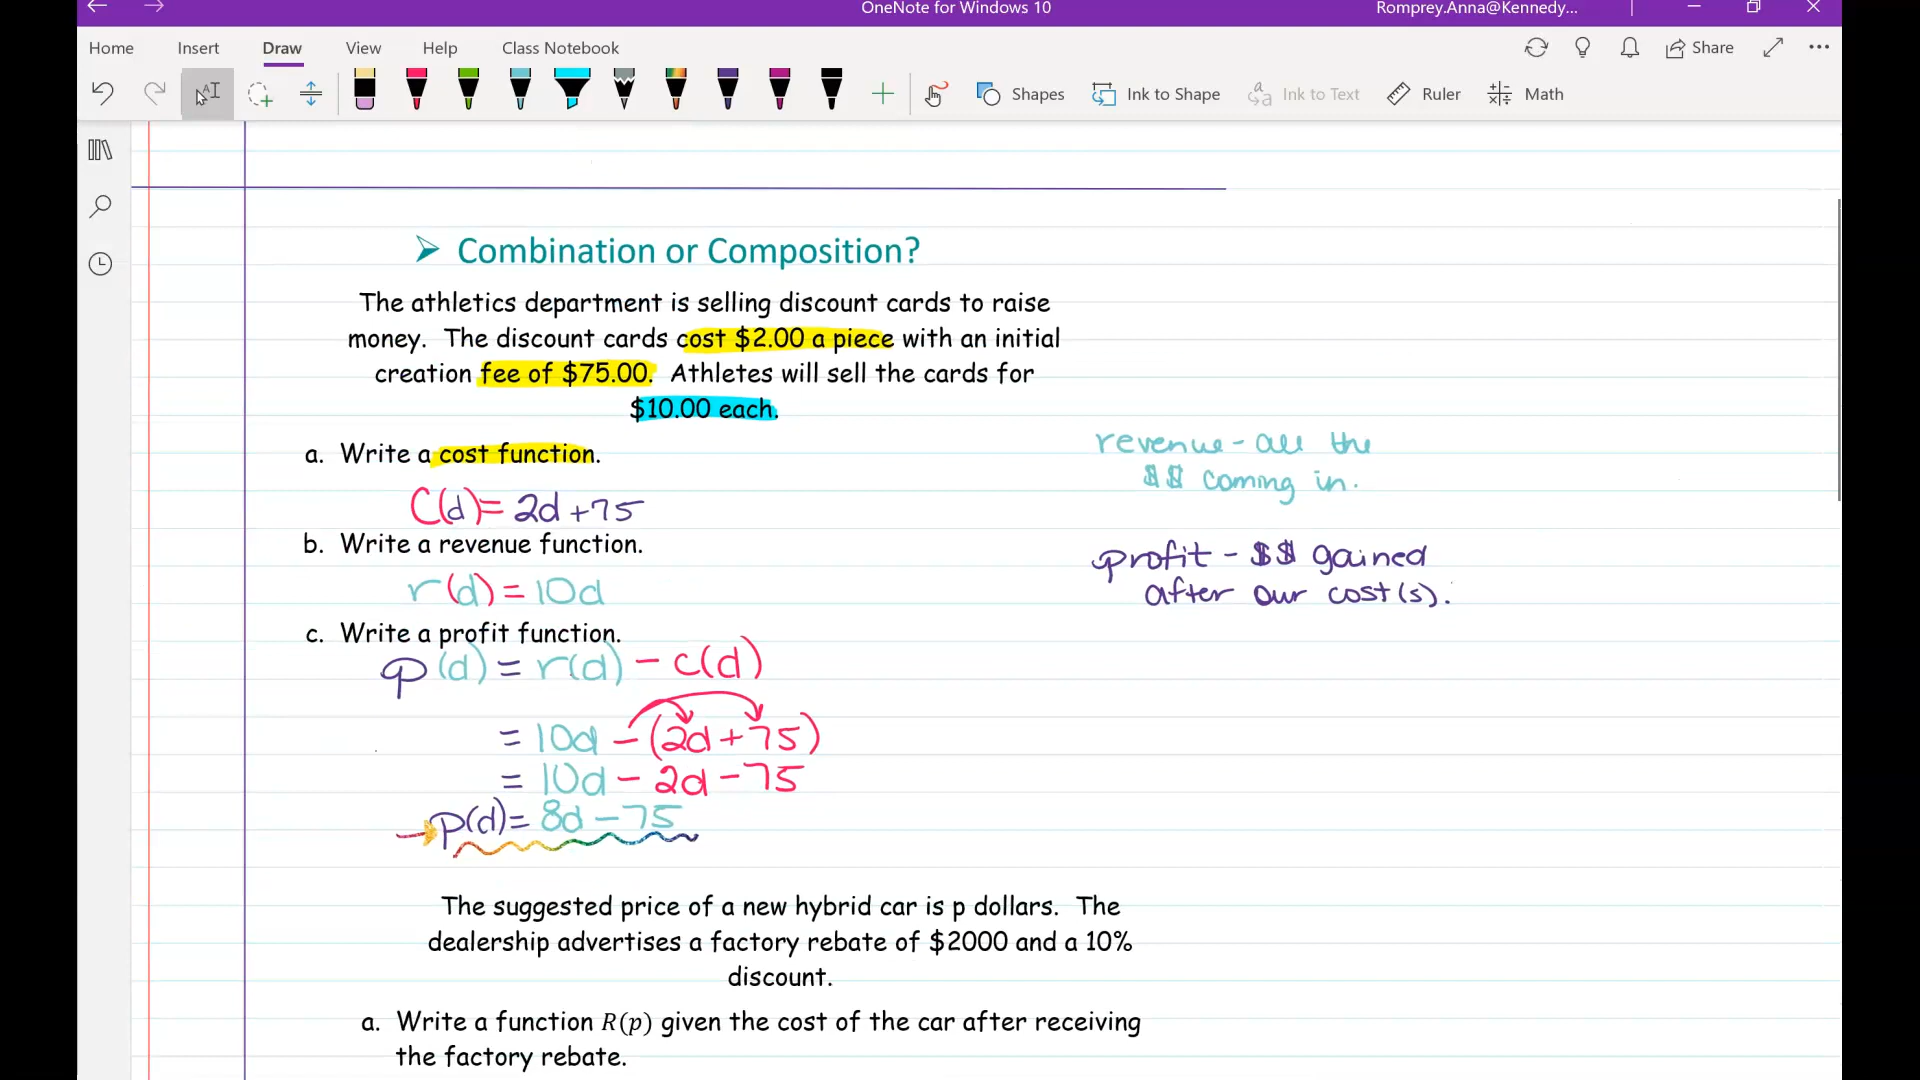 OneNote for Windows 10
Romprey.Anna@Kennedy...
Home Insert Draw View Help Class Notebook Share
Shapes Ink to Shape Ink to Text Ruler Math
Combination or Composition?
The athletics department is selling discount cards to raise
money. The discount cards cost $2.00 a piece with an initial
creation fee of $75.00. Athletes will sell the cards for
$10.00 each.
a. Write a cost function.
C(d)= 2d+75
b. Write a revenue function.
r(d) = 10d
c. Write a profit function.
p(d) = r(d) - c(d)
= 10d - (2d+75)
= 10d - 2d - 75
p(d)= 8d - 75
revenue - all the
$$ coming in.
profit - $$ gained
after our cost(s).
The suggested price of a new hybrid car is p dollars. The
dealership advertises a factory rebate of $2000 and a 10%
discount.
a. Write a function R(p) given the cost of the car after receiving
the factory rebate.